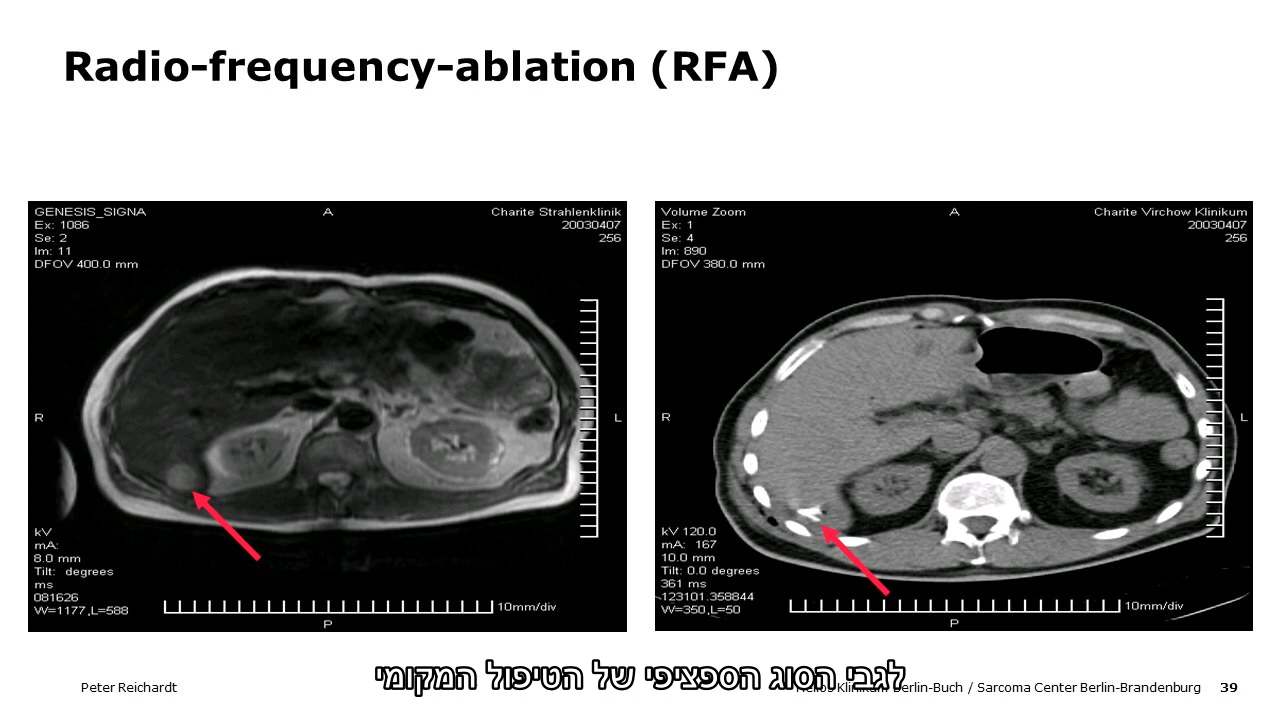 Radio-frequency-ablation (RFA)
GENESIS_SIGNA
Ex: 1086
Se: 2
Im: 11
DFOV 400.0 mm
A
Charite Strahlenklinik
20030407
256
R
L
kV
mA:
8.0 mm
Tilt: degrees
ms
081626
W=1177,L=588
10mm/div
P
Volume Zoom
Ex: 1
Se: 4
Im: 890
DFOV 380.0 mm
A
Charite Virchow Klinikum
20030407
256
R
L
kV 120.0
mA: 167
10.0 mm
Tilt: 0.0 degrees
361 ms
123101.358844
W=350,L=50
10mm/div
P
לגבי הסוג הספציפי של הטיפול המקומי
Peter Reichardt
Helios Klinikum Berlin-Buch / Sarcoma Center Berlin-Brandenburg 39